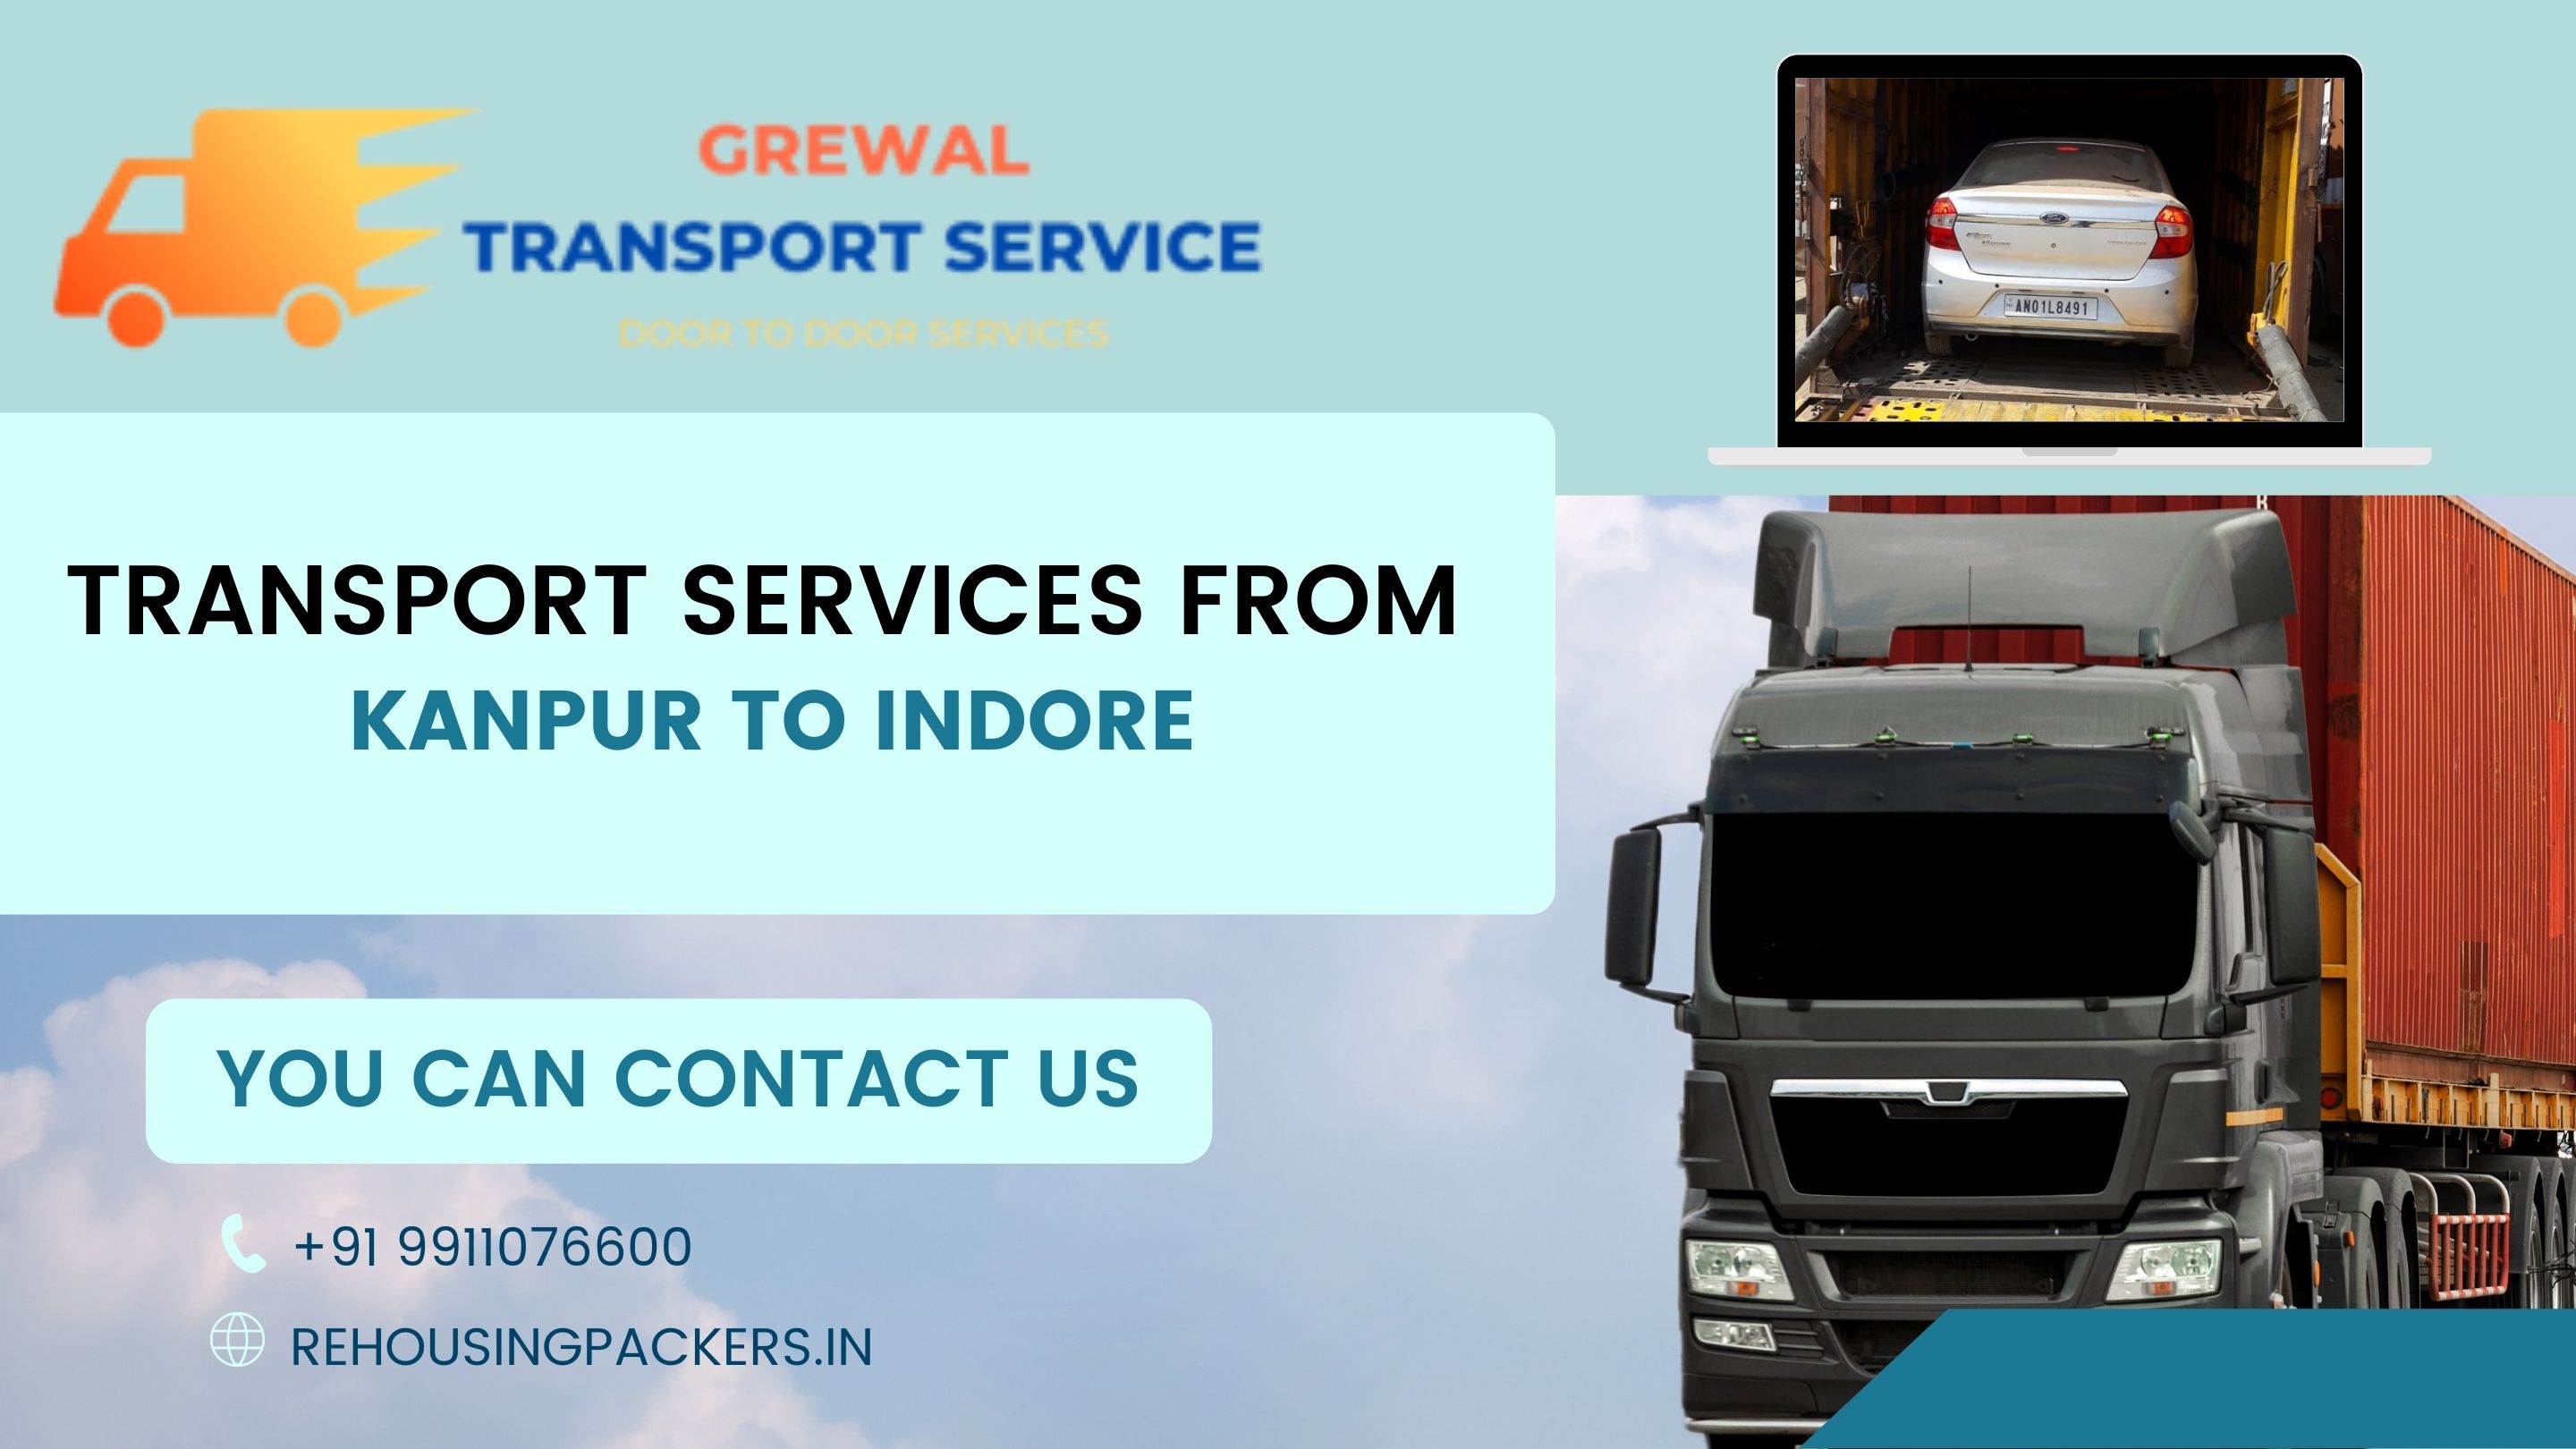 GREWAL
TRANSPORT SERVICE
DOOR TO DOOR SERVICES
Ford
AN01L8491
TRANSPORT SERVICES FROM
KANPUR TO INDORE
YOU CAN CONTACT US
+91 9911076600
REHOUSINGPACKERS.IN